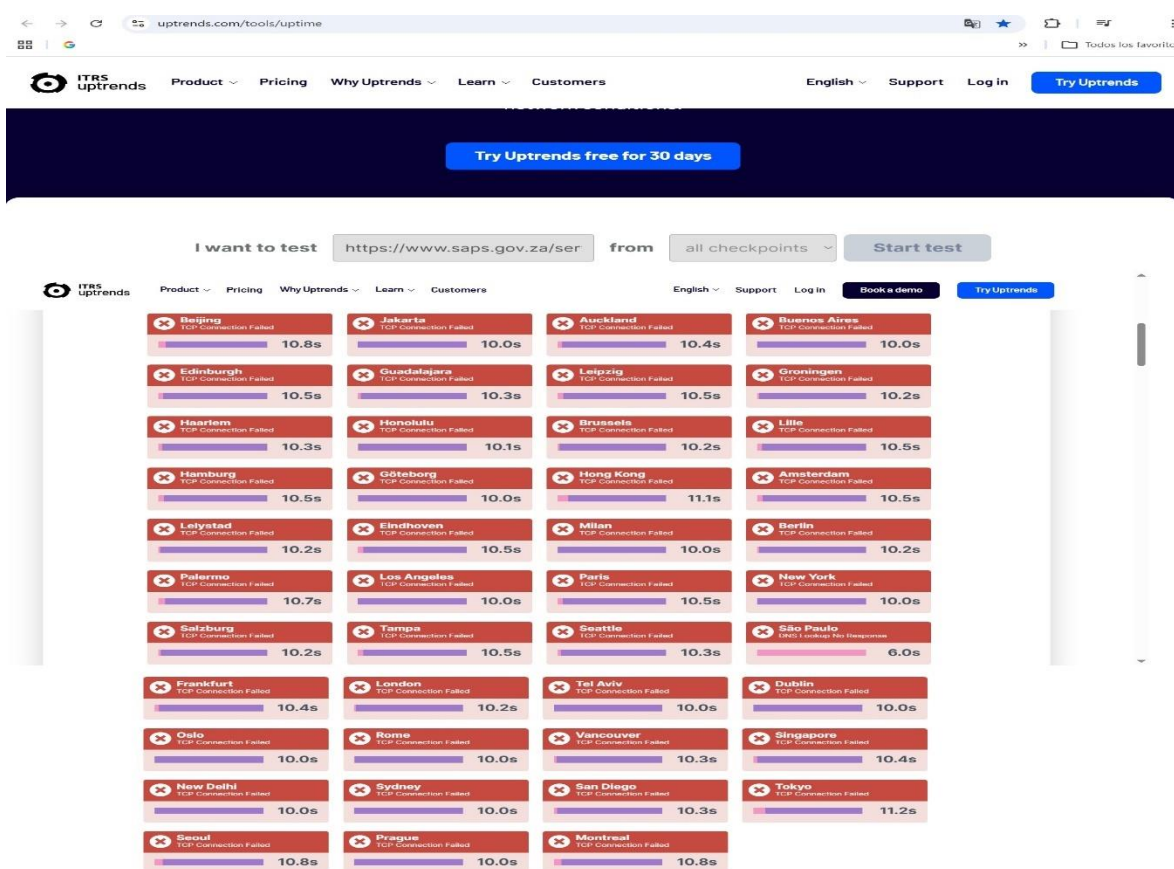 uptrends.com/tools/uptime
Todos los favorito
ITRS uptrends Product Pricing Why Uptrends Learn Customers English Support Log in Try Uptrends
Try Uptrends free for 30 days
I want to test https://www.saps.gov.za/ser from all checkpoints Start test
ITRS uptrends Product Pricing Why Uptrends Learn Customers English Support Log in Book a demo Try Uptrends
Beijing Jakarta Auckland Buenos Aires
TCP Connection Failed TCP Connection Failed TCP Connection Failed TCP Connection Failed
10.8s 10.0s 10.4s 10.0s
Edinburgh Guadalajara Leipzig Groningen
TCP Connection Failed TCP Connection Failed TCP Connection Failed TCP Connection Failed
10.5s 10.3s 10.5s 10.2s
Haarlem Honolulu Brussels Lille
TCP Connection Failed TCP Connection Failed TCP Connection Failed TCP Connection Failed
10.3s 10.1s 10.2s 10.5s
Hamburg Göteborg Hong Kong Amsterdam
TCP Connection Failed TCP Connection Failed TCP Connection Failed TCP Connection Failed
10.5s 10.0s 11.1s 10.5s
Lelystad Eindhoven Milan Berlin
TCP Connection Failed TCP Connection Failed TCP Connection Failed TCP Connection Failed
10.2s 10.5s 10.0s 10.2s
Palermo Los Angeles Paris New York
TCP Connection Failed TCP Connection Failed TCP Connection Failed TCP Connection Failed
10.7s 10.0s 10.5s 10.0s
Salzburg Tampa Seattle São Paulo
TCP Connection Failed TCP Connection Failed TCP Connection Failed DNS Lookup No Response
10.2s 10.5s 10.3s 6.0s
Frankfurt London Tel Aviv Dublin
TCP Connection Failed TCP Connection Failed TCP Connection Failed TCP Connection Failed
10.4s 10.2s 10.0s 10.0s
Oslo Rome Vancouver Singapore
TCP Connection Failed TCP Connection Failed TCP Connection Failed TCP Connection Failed
10.0s 10.0s 10.3s 10.4s
New Delhi Sydney San Diego Tokyo
TCP Connection Failed TCP Connection Failed TCP Connection Failed TCP Connection Failed
10.0s 10.0s 10.3s 11.2s
Seoul Prague Montreal
TCP Connection Failed TCP Connection Failed TCP Connection Failed
10.8s 10.0s 10.8s